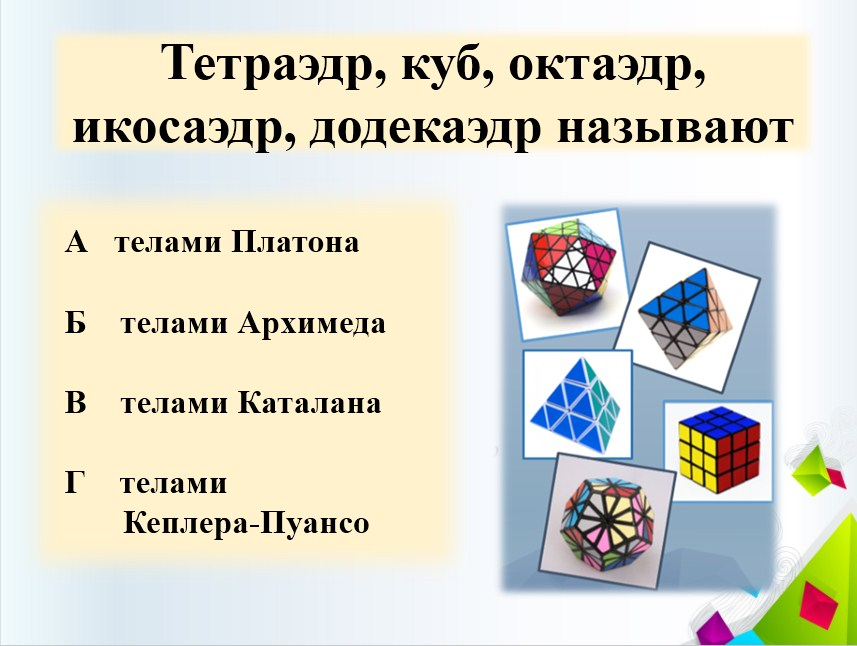 Тетраэдр, куб, октаэдр,
икосаэдр, додекаэдр называют
А телами Платона
Б телами Архимеда
В телами Каталана
Г телами
Кеплера-Пуансо